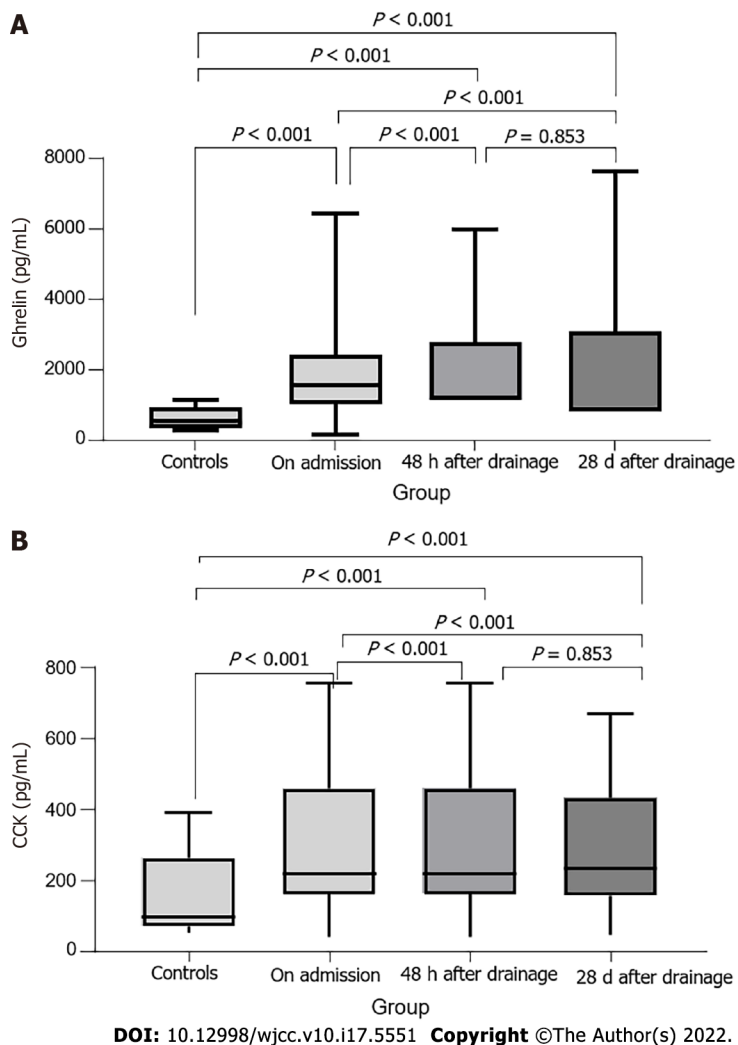 A
P < 0.001
P < 0.001
P < 0.001
P < 0.001 P < 0.001 P = 0.853
8000
6000
4000
2000
0
Ghrelin (pg/mL)
Controls On admission 48 h after drainage 28 d after drainage
Group
B
P < 0.001
P < 0.001
P < 0.001
P < 0.001 P < 0.001 P = 0.853
800
600
400
200
0
CCK (pg/mL)
Controls On admission 48 h after drainage 28 d after drainage
Group
DOI: 10.12998/wjcc.v10.i17.5551 Copyright ©The Author(s) 2022.